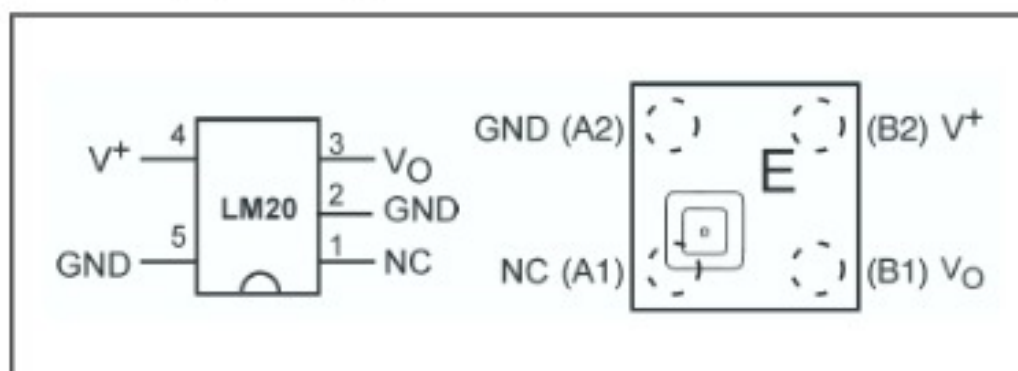 4
V+
3
VO
LM20
2
GND
5
GND
1
NC
GND (A2)
(B2) V+
E
NC (A1)
(B1) VO